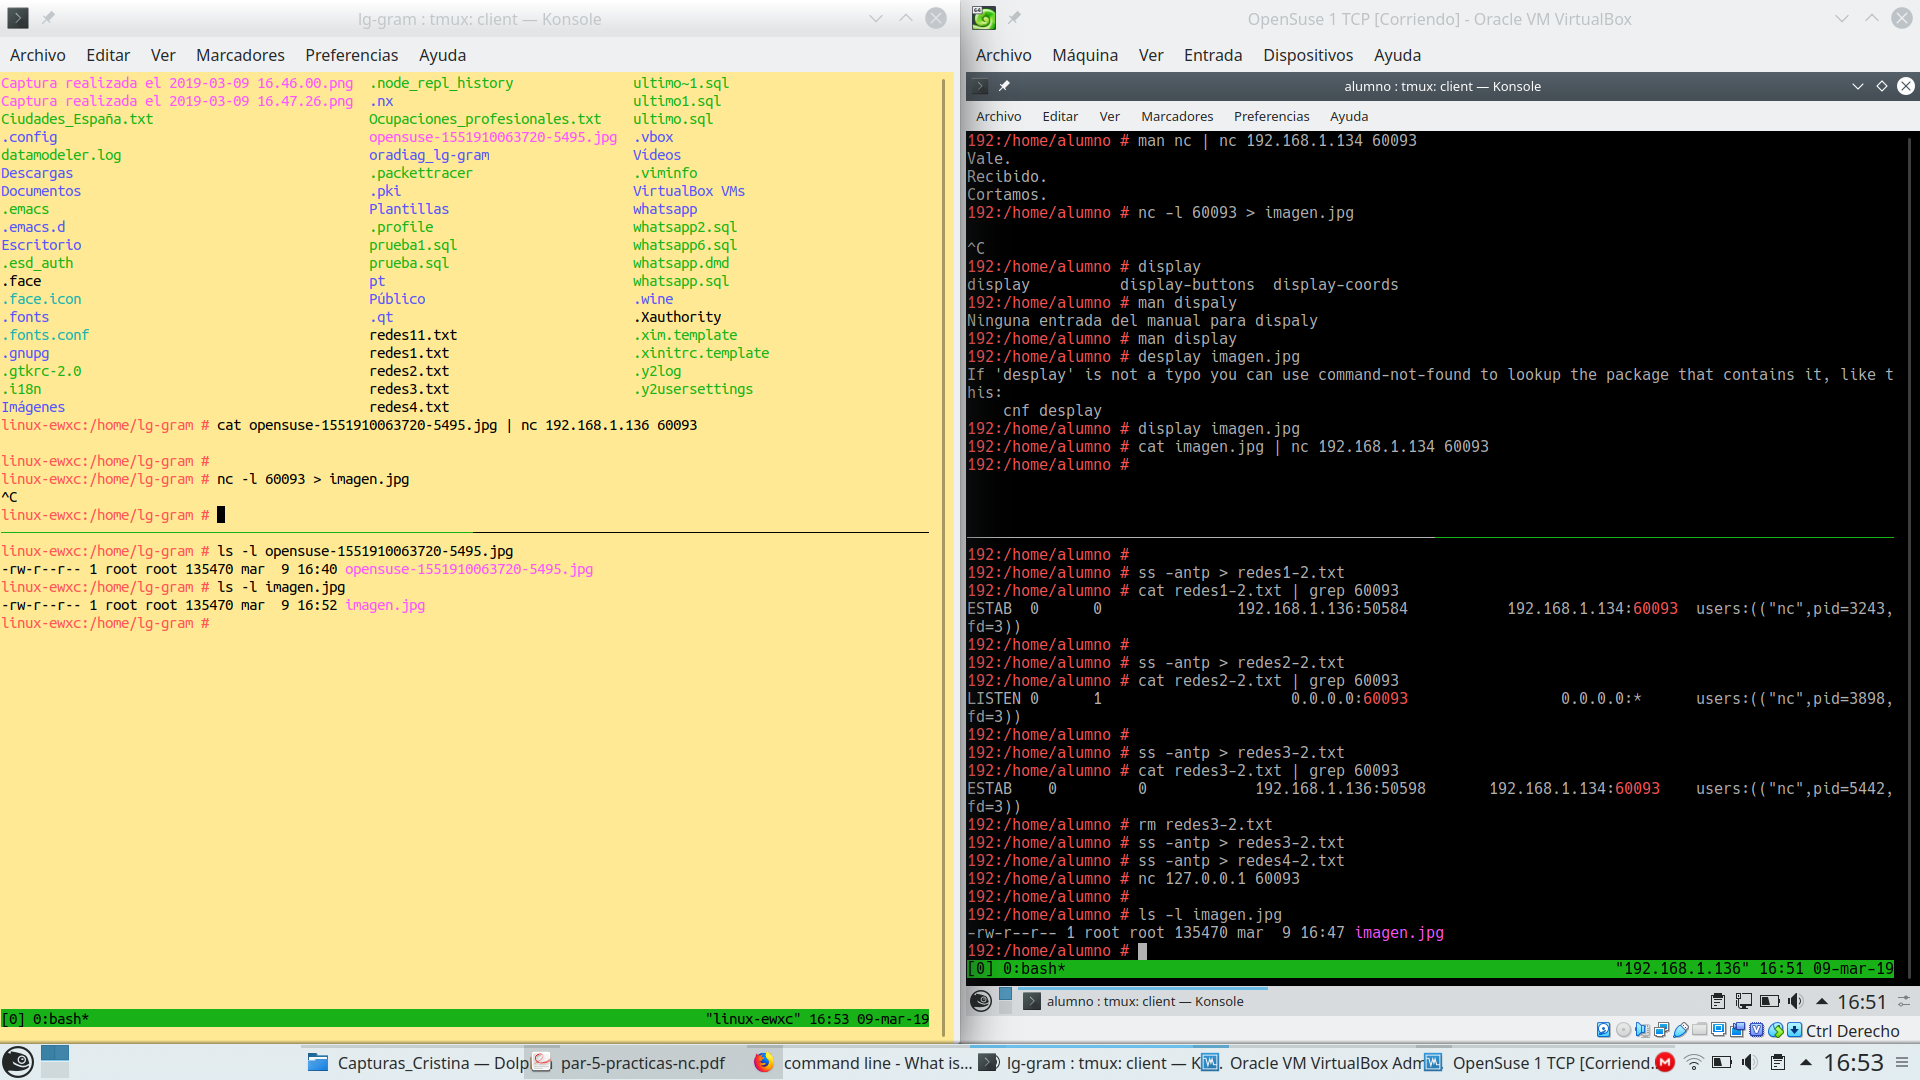 lg-gram : tmux: client — Konsole
Archivo Editar Ver Marcadores Preferencias Ayuda
Captura realizada el 2019-03-09 16.46.00.png .node_repl_history ultimo~1.sql
Captura realizada el 2019-03-09 16.47.26.png .nx ultimo1.sql
Ciudades_España.txt Ocupaciones_profesionales.txt ultimo.sql
.config opensuse-1551910063720-5495.jpg .vbox
datamodeler.log oradiag_lg-gram Vídeos
Descargas .packettracer .viminfo
Documentos .pki VirtualBox VMs
.emacs Plantillas whatsapp
.emacs.d .profile whatsapp2.sql
Escritorio prueba1.sql whatsapp6.sql
.esd_auth prueba.sql whatsapp.dmd
.face pt whatsapp.sql
.face.icon Público .wine
.fonts .qt .Xauthority
.fonts.conf redes11.txt .xim.template
.gnupg redes1.txt .xinitrc.template
.gtkrc-2.0 redes2.txt .y2log
.i18n redes3.txt .y2usersettings
Imágenes redes4.txt
linux-ewxc:/home/lg-gram # cat opensuse-1551910063720-5495.jpg | nc 192.168.1.136 60093
linux-ewxc:/home/lg-gram #
linux-ewxc:/home/lg-gram # nc -l 60093 > imagen.jpg
^C
linux-ewxc:/home/lg-gram #
linux-ewxc:/home/lg-gram # ls -l opensuse-1551910063720-5495.jpg
-rw-r--r-- 1 root root 135470 mar  9 16:40 opensuse-1551910063720-5495.jpg
linux-ewxc:/home/lg-gram # ls -l imagen.jpg
-rw-r--r-- 1 root root 135470 mar  9 16:52 imagen.jpg
linux-ewxc:/home/lg-gram #
[0] 0:bash* "linux-ewxc" 16:53 09-mar-19
OpenSuse 1 TCP [Corriendo] - Oracle VM VirtualBox
Archivo Máquina Ver Entrada Dispositivos Ayuda
alumno : tmux: client — Konsole
Archivo Editar Ver Marcadores Preferencias Ayuda
192:/home/alumno # man nc | nc 192.168.1.134 60093
Vale.
Recibido.
Cortamos.
192:/home/alumno # nc -l 60093 > imagen.jpg
^C
192:/home/alumno # display
display display-buttons display-coords
192:/home/alumno # man dispaly
Ninguna entrada del manual para dispaly
192:/home/alumno # man display
192:/home/alumno # desplay imagen.jpg
If 'desplay' is not a typo you can use command-not-found to lookup the package that contains it, like t
his:
cnf desplay
192:/home/alumno # display imagen.jpg
192:/home/alumno # cat imagen.jpg | nc 192.168.1.134 60093
192:/home/alumno #
192:/home/alumno #
192:/home/alumno # ss -antp > redes1-2.txt
192:/home/alumno # cat redes1-2.txt | grep 60093
ESTAB 0 0 192.168.1.136:50584 192.168.1.134:60093 users:(("nc",pid=3243,
fd=3))
192:/home/alumno #
192:/home/alumno # ss -antp > redes2-2.txt
192:/home/alumno # cat redes2-2.txt | grep 60093
LISTEN 0 1 0.0.0.0:60093 0.0.0.0:* users:(("nc",pid=3898,
fd=3))
192:/home/alumno #
192:/home/alumno # ss -antp > redes3-2.txt
192:/home/alumno # cat redes3-2.txt | grep 60093
ESTAB 0 0 192.168.1.136:50598 192.168.1.134:60093 users:(("nc",pid=5442,
fd=3))
192:/home/alumno # rm redes3-2.txt
192:/home/alumno # ss -antp > redes3-2.txt
192:/home/alumno # ss -antp > redes4-2.txt
192:/home/alumno # nc 127.0.0.1 60093
192:/home/alumno #
192:/home/alumno # ls -l imagen.jpg
-rw-r--r-- 1 root root 135470 mar  9 16:47 imagen.jpg
192:/home/alumno #
[0] 0:bash* "192.168.1.136" 16:51 09-mar-19
alumno : tmux: client — Konsole 16:51
Ctrl Derecho
Capturas_Cristina — Dolp par-5-practicas-nc.pdf command line - What is... lg-gram : tmux: client — K Oracle VM VirtualBox Adm OpenSuse 1 TCP [Corriend. 16:53